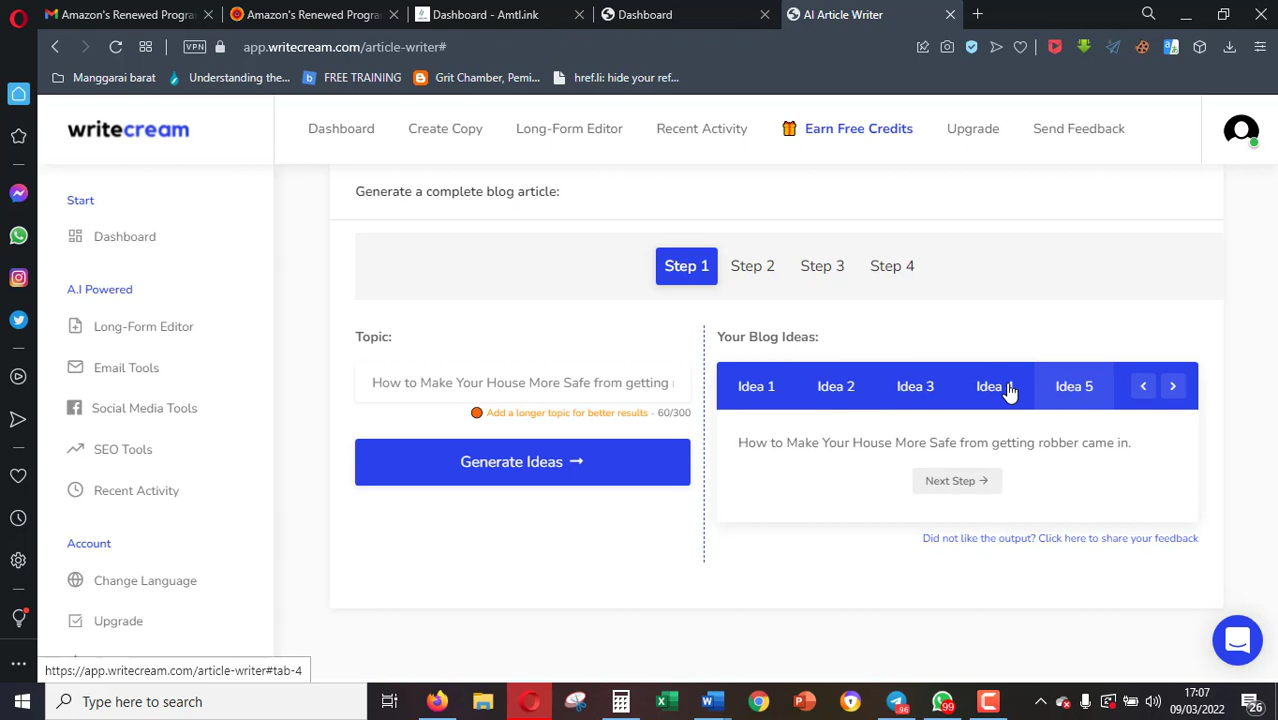 Amazon's Renewed Progra
Amazon's Renewed Progra
Dashboard - Amtl.ink
Dashboard
AI Article Writer
VPN
app.writecream.com/article-writer#
Manggarai barat
Understanding the...
FREE TRAINING
Grit Chamber, Pemi...
href.li: hide your ref...
writecream
Dashboard
Create Copy
Long-Form Editor
Recent Activity
Earn Free Credits
Upgrade
Send Feedback
Start
Dashboard
A.I Powered
Long-Form Editor
Email Tools
Social Media Tools
SEO Tools
Recent Activity
Account
Change Language
Upgrade
Generate a complete blog article:
Step 1
Step 2
Step 3
Step 4
Topic:
How to Make Your House More Safe from getting
Add a longer topic for better results - 60/300
Generate Ideas
Your Blog Ideas:
Idea 1
Idea 2
Idea 3
Idea
Idea 5
How to Make Your House More Safe from getting robber came in.
Next Step
Did not like the output? Click here to share your feedback
https://app.writecream.com/article-writer#tab-4
Type here to search
96
99
17:07
09/03/2022
26